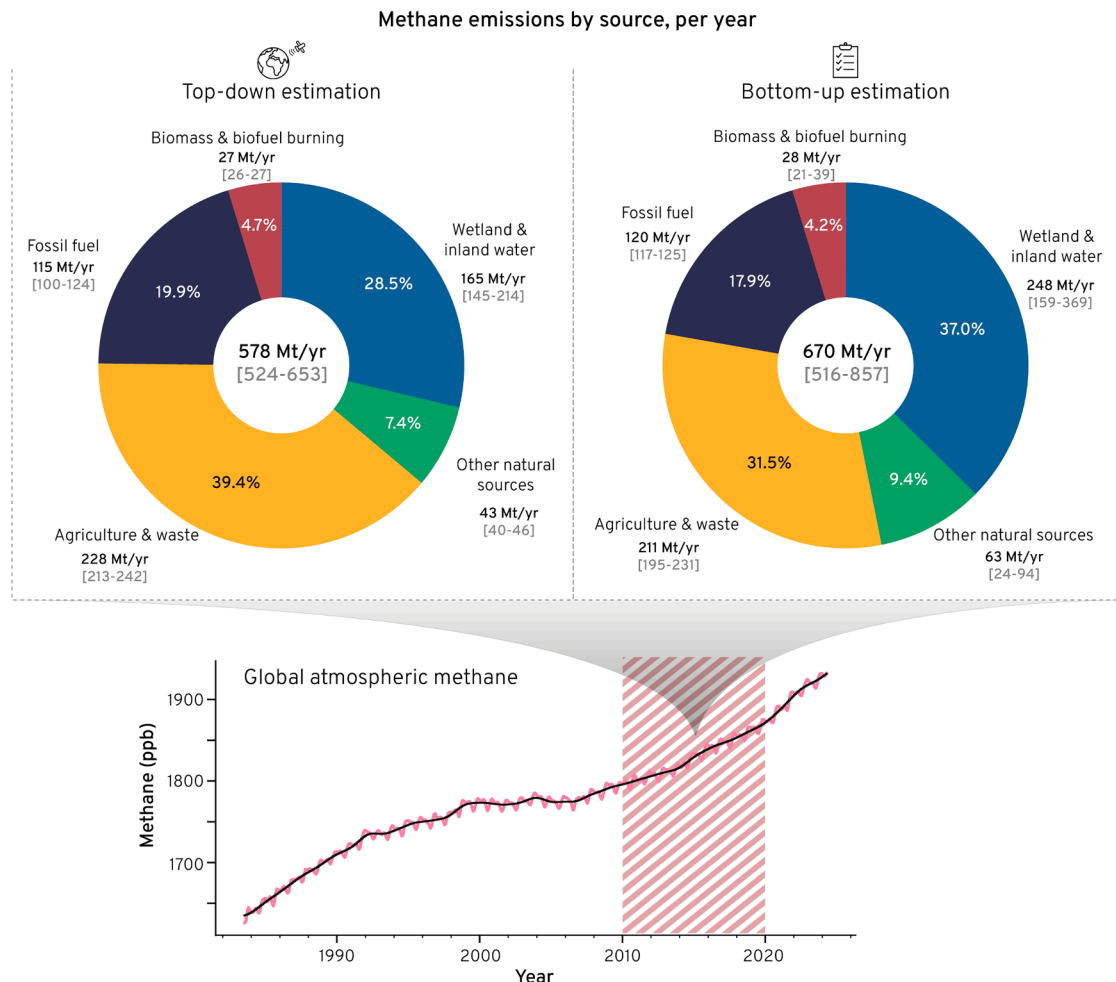 Methane emissions by source, per year
Top-down estimation
Biomass & biofuel burning
27 Mt/yr
[26-27]
4.7%
Wetland &
inland water
165 Mt/yr
[145-214]
28.5%
Fossil fuel
115 Mt/yr
[100-124]
19.9%
578 Mt/yr
[524-653]
7.4%
Other natural
sources
43 Mt/yr
[40-46]
39.4%
Agriculture & waste
228 Mt/yr
[213-242]
Bottom-up estimation
Biomass & biofuel burning
28 Mt/yr
[21-39]
4.2%
Fossil fuel
120 Mt/yr
[117-125]
17.9%
Wetland &
inland water
248 Mt/yr
[159-369]
37.0%
670 Mt/yr
[516-857]
31.5%
9.4%
Agriculture & waste
211 Mt/yr
[195-231]
Other natural sources
63 Mt/yr
[24-94]
Global atmospheric methane
Methane (ppb)
1900
1800
1700
1990
2000
2010
2020
Year